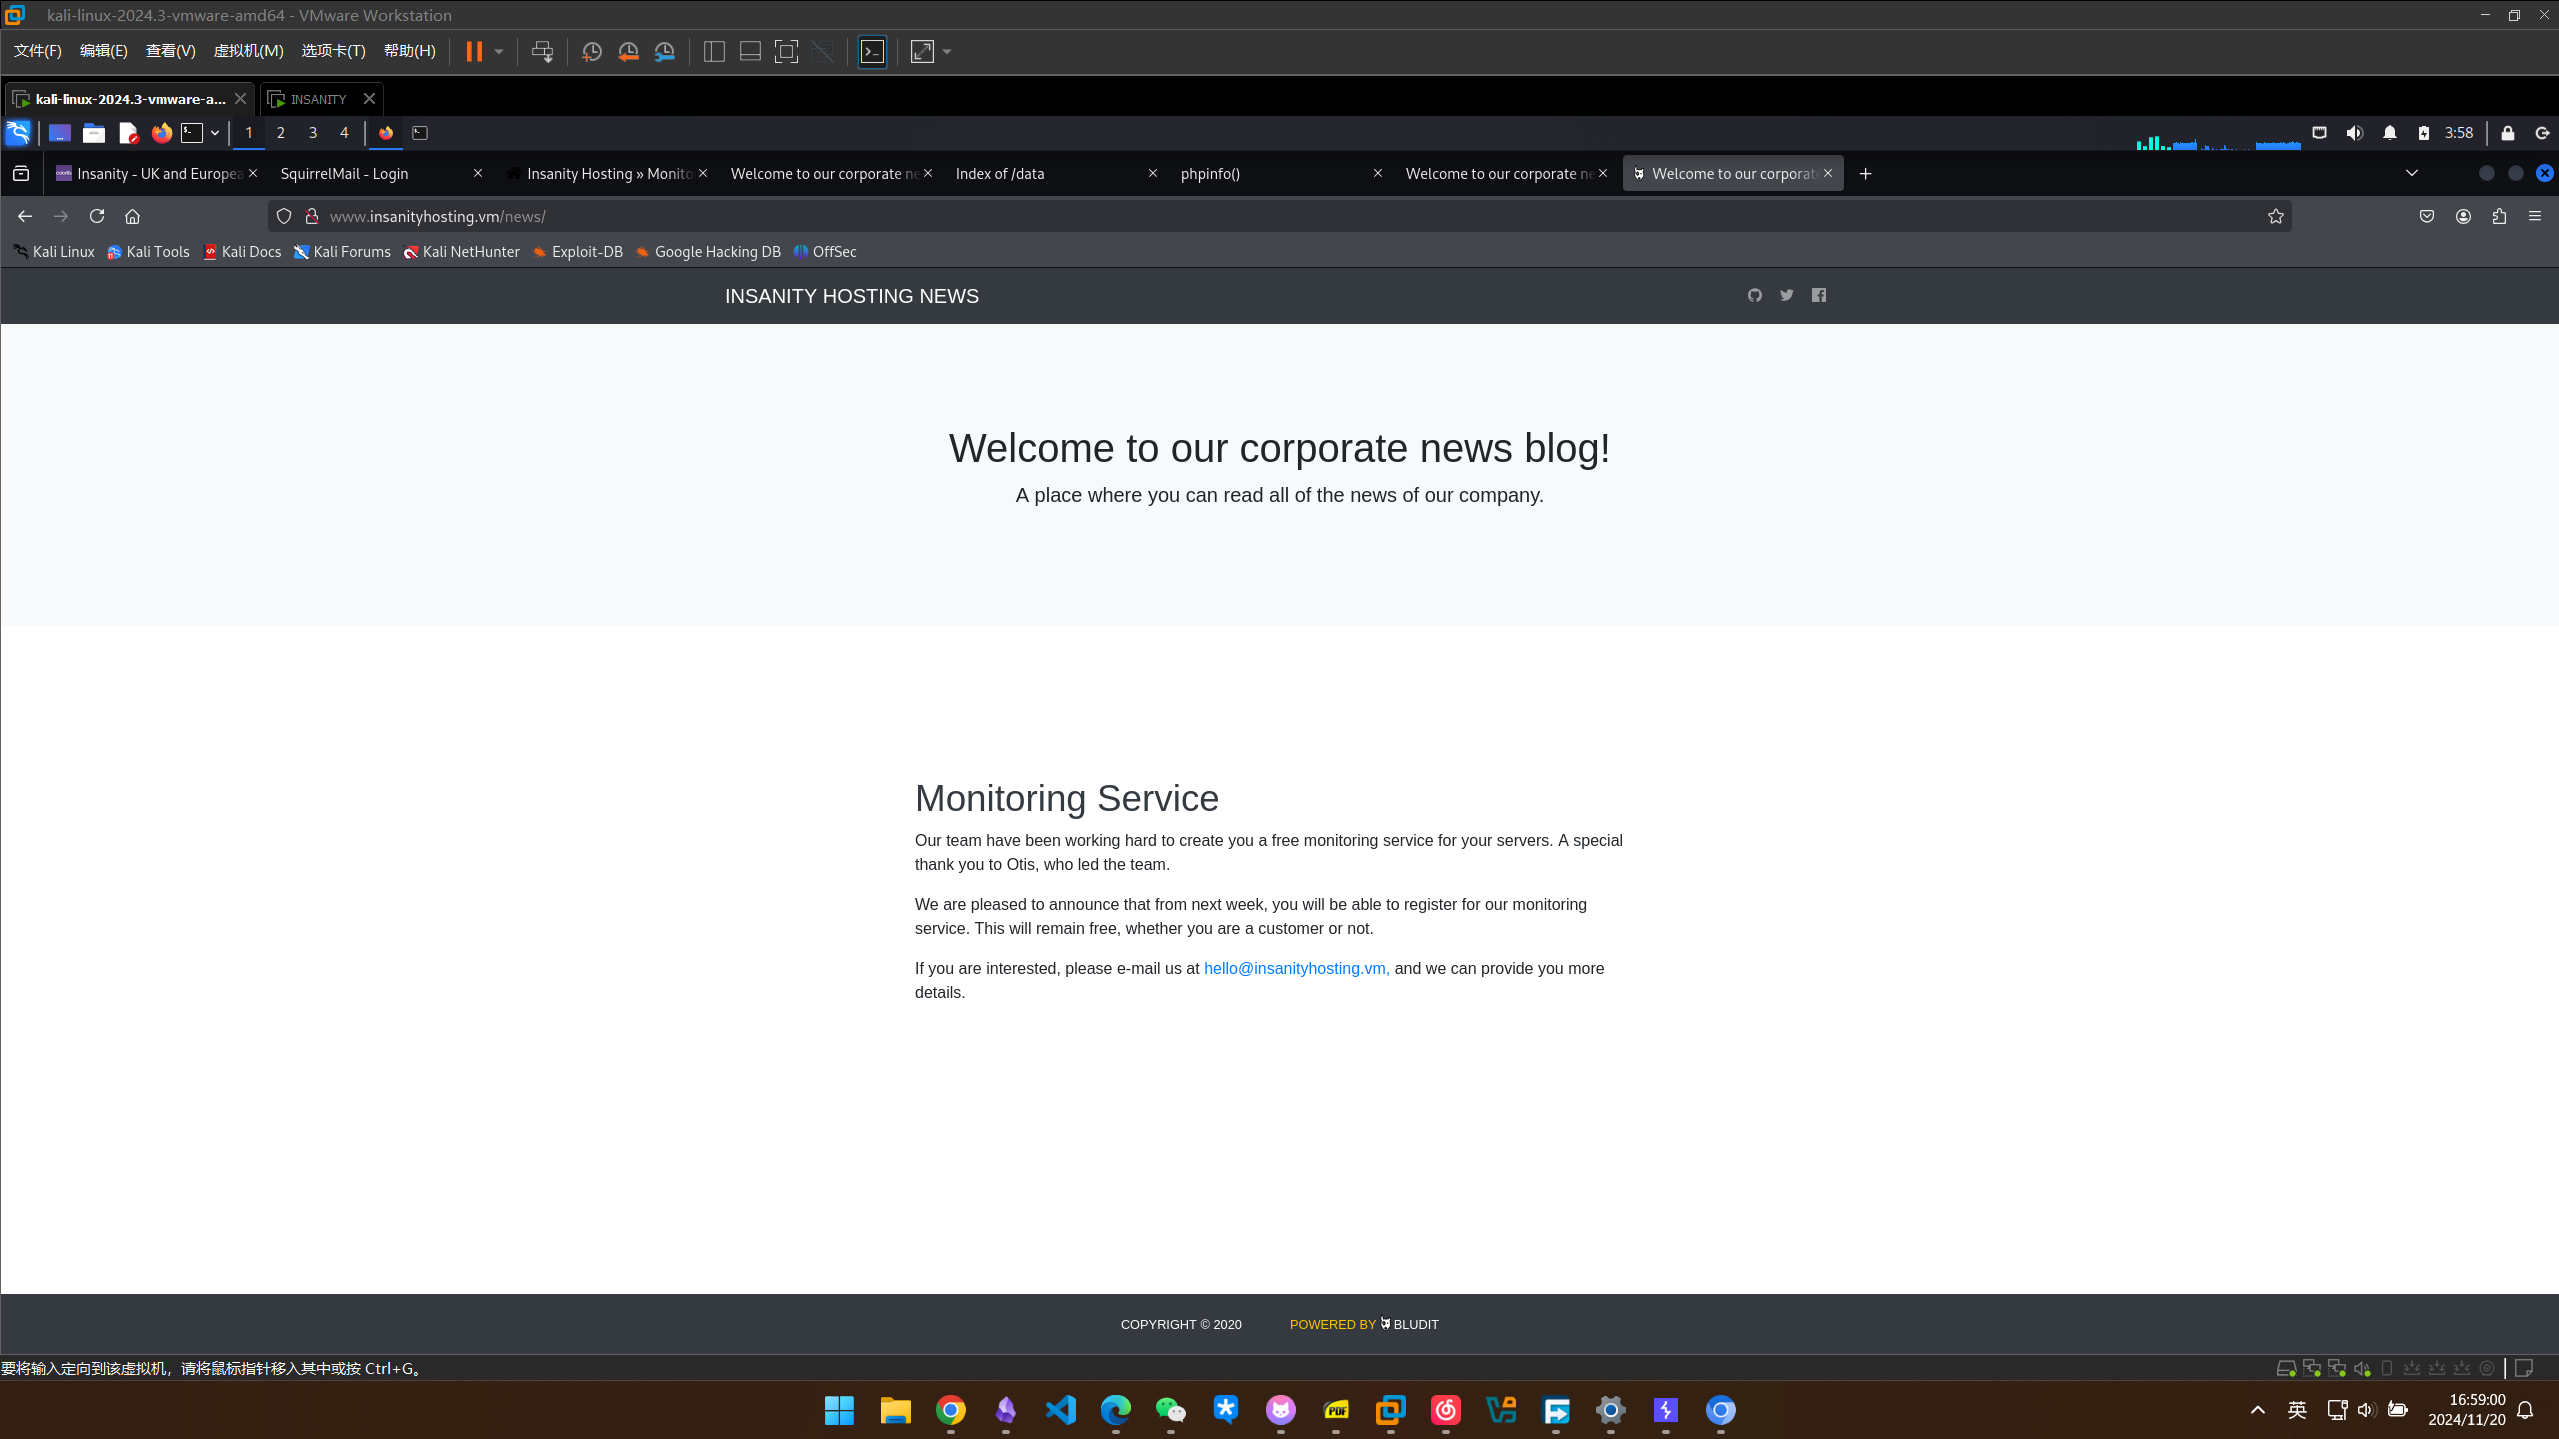 kali-linux-2024.3-vmware-amd64 - VMware Workstation
文件(F) 编辑(E) 查看(V) 虚拟机(M) 选项卡(T) 帮助(H)
kali-linux-2024.3-vmware-a... INSANITY
1 2 3 4 3:58
Insanity - UK and Europea SquirrelMail - Login Insanity Hosting » Monito Welcome to our corporate ne Index of /data phpinfo() Welcome to our corporate ne Welcome to our corporate
www.insanityhosting.vm/news/
Kali Linux Kali Tools Kali Docs Kali Forums Kali NetHunter Exploit-DB Google Hacking DB OffSec
INSANITY HOSTING NEWS
Welcome to our corporate news blog!
A place where you can read all of the news of our company.
Monitoring Service
Our team have been working hard to create you a free monitoring service for your servers. A special
thank you to Otis, who led the team.
We are pleased to announce that from next week, you will be able to register for our monitoring
service. This will remain free, whether you are a customer or not.
If you are interested, please e-mail us at hello@insanityhosting.vm, and we can provide you more
details.
COPYRIGHT © 2020 POWERED BY BLUDIT
要将输入定向到该虚拟机，请将鼠标指针移入其中或按 Ctrl+G。
PDF
英 16:59:00
2024/11/20